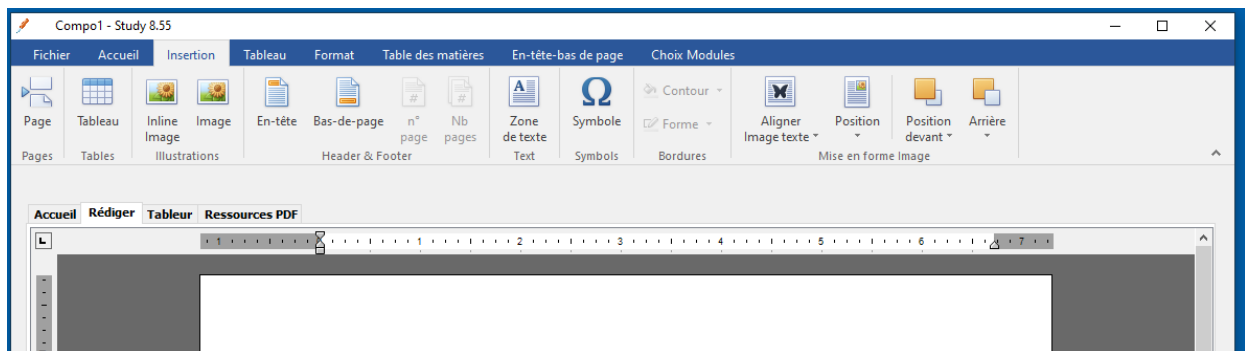 Compo1 - Study 8.55
Fichier Accueil Insertion Tableau Format Table des matières En-tête-bas de page Choix Modules
Page Tableau Inline Image Image En-tête Bas-de-page n° page Nb pages Zone de texte Symbole Contour Forme Aligner Image texte Position Position devant Arrière
Pages Tables Illustrations Header & Footer Text Symbols Bordures Mise en forme Image
Accueil Rédiger Tableur Ressources PDF
L 1 1 2 3 4 5 6 7